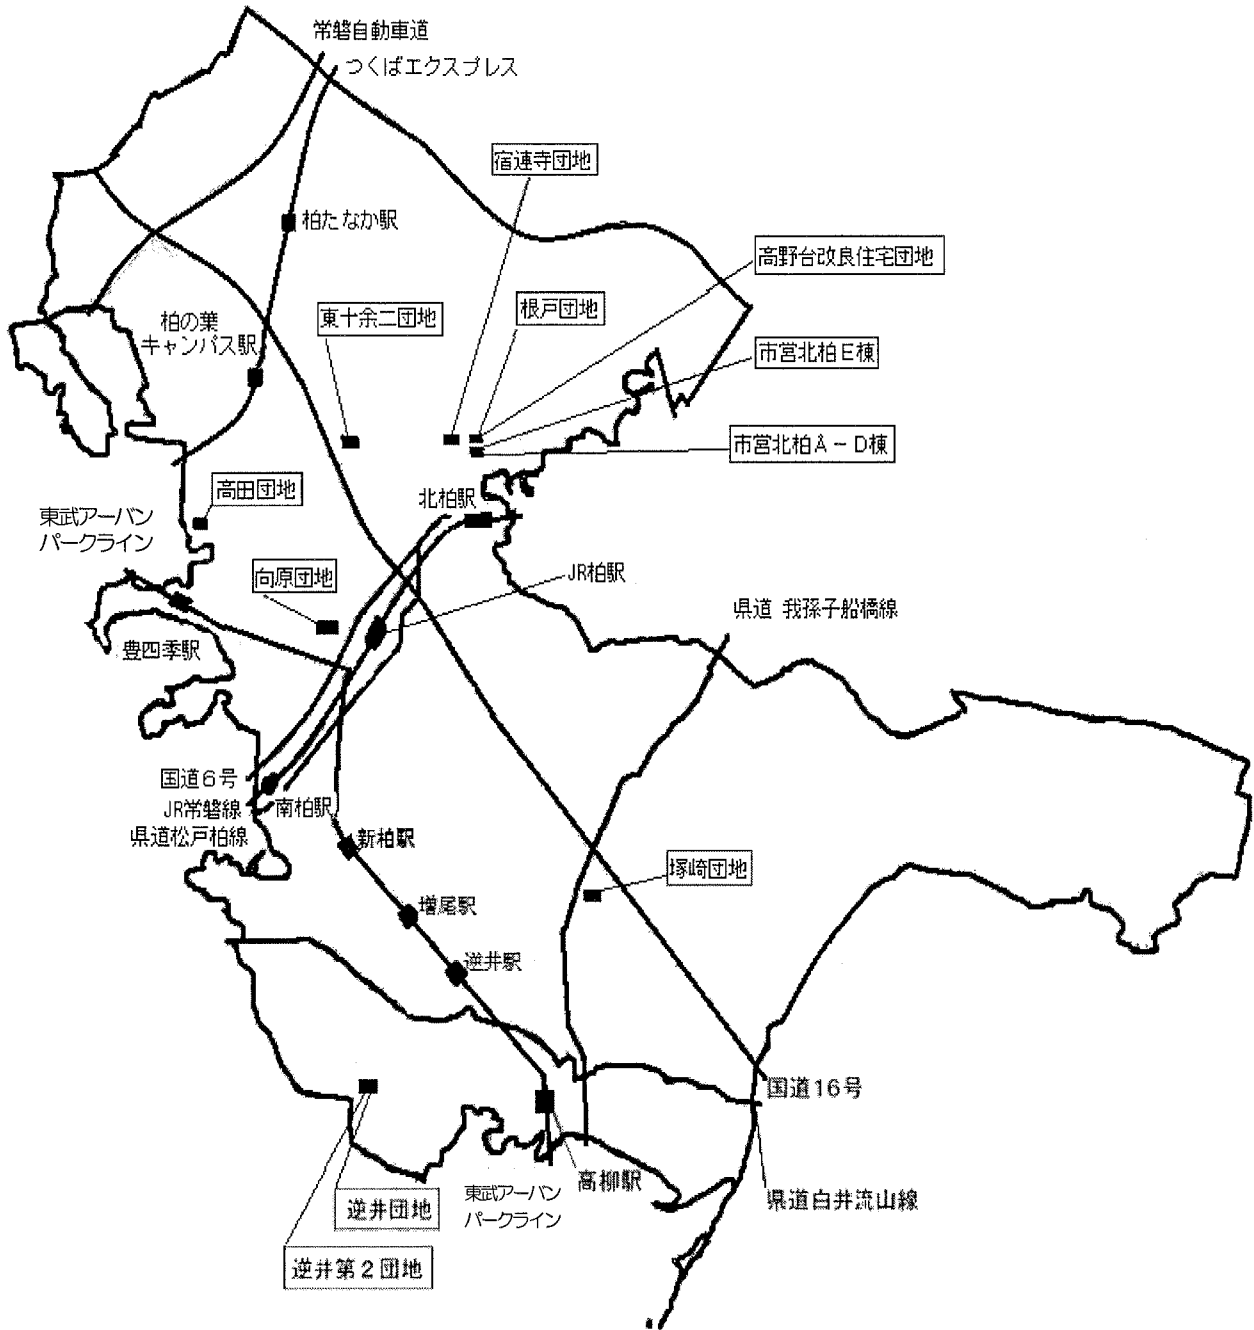 常磐自動車道
つくばエクスプレス
宿連寺団地
柏たなか駅
高野台改良住宅団地
柏の葉
キャンパス駅
東十余二団地
根戸団地
市営北柏E棟
市営北柏A－D棟
高田団地
北柏駅
東武アーバン
パークライン
向原団地
JR柏駅
県道 我孫子船橋線
豊四季駅
国道6号
JR常磐線
南柏駅
県道松戸柏線
新柏駅
塚崎団地
増尾駅
逆井駅
国道16号
高柳駅
県道白井流山線
東武アーバン
パークライン
逆井団地
逆井第2団地